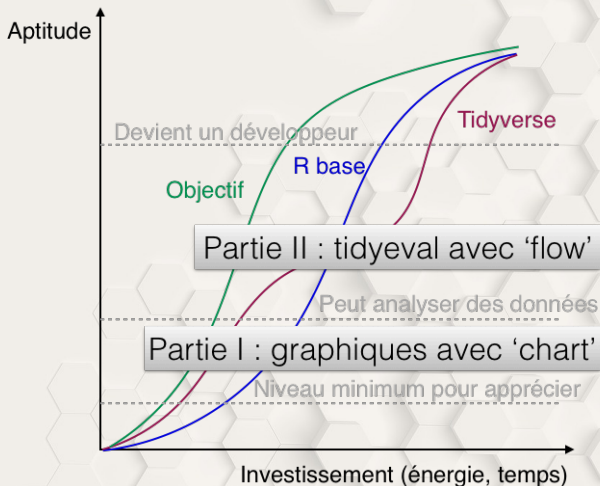 Aptitude
Devient un développeur
Tidyverse
R base
Objectif
Partie II : tidyeval avec ‘flow’
Peut analyser des données
Partie I : graphiques avec ‘chart’
Niveau minimum pour apprécier
Investissement (énergie, temps)